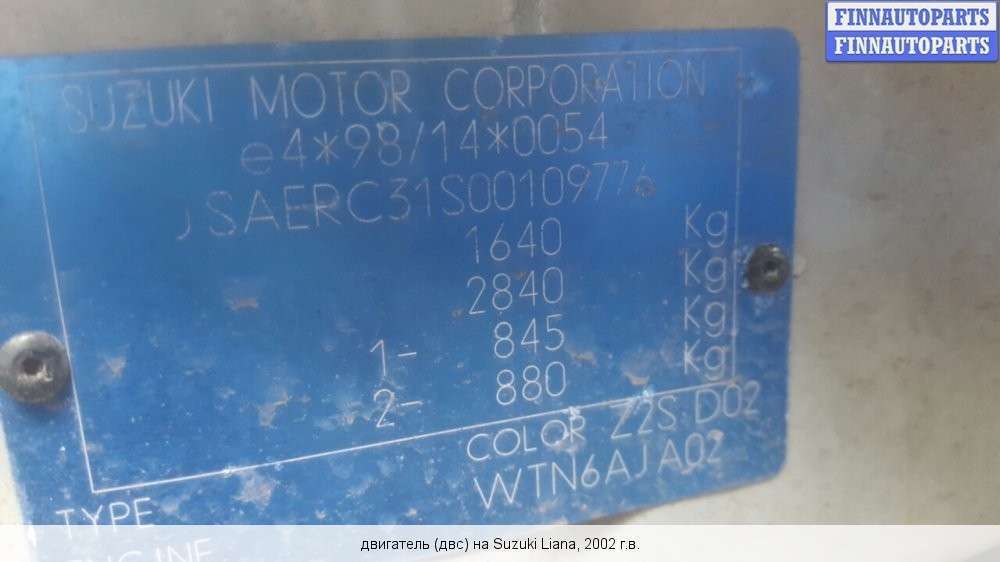 FINNAUTOPARTS
FINNAUTOPARTS
SUZUKI MOTOR CORPORATION
e4*98/14*0054
JSAERC31S00109776
1640 Kg
2840 Kg
1- 845 Kg
2- 880 Kg
COLOR Z2S D02
TYPE WTN6AJA02
ENGINE
двигатель (двс) на Suzuki Liana, 2002 г.в.